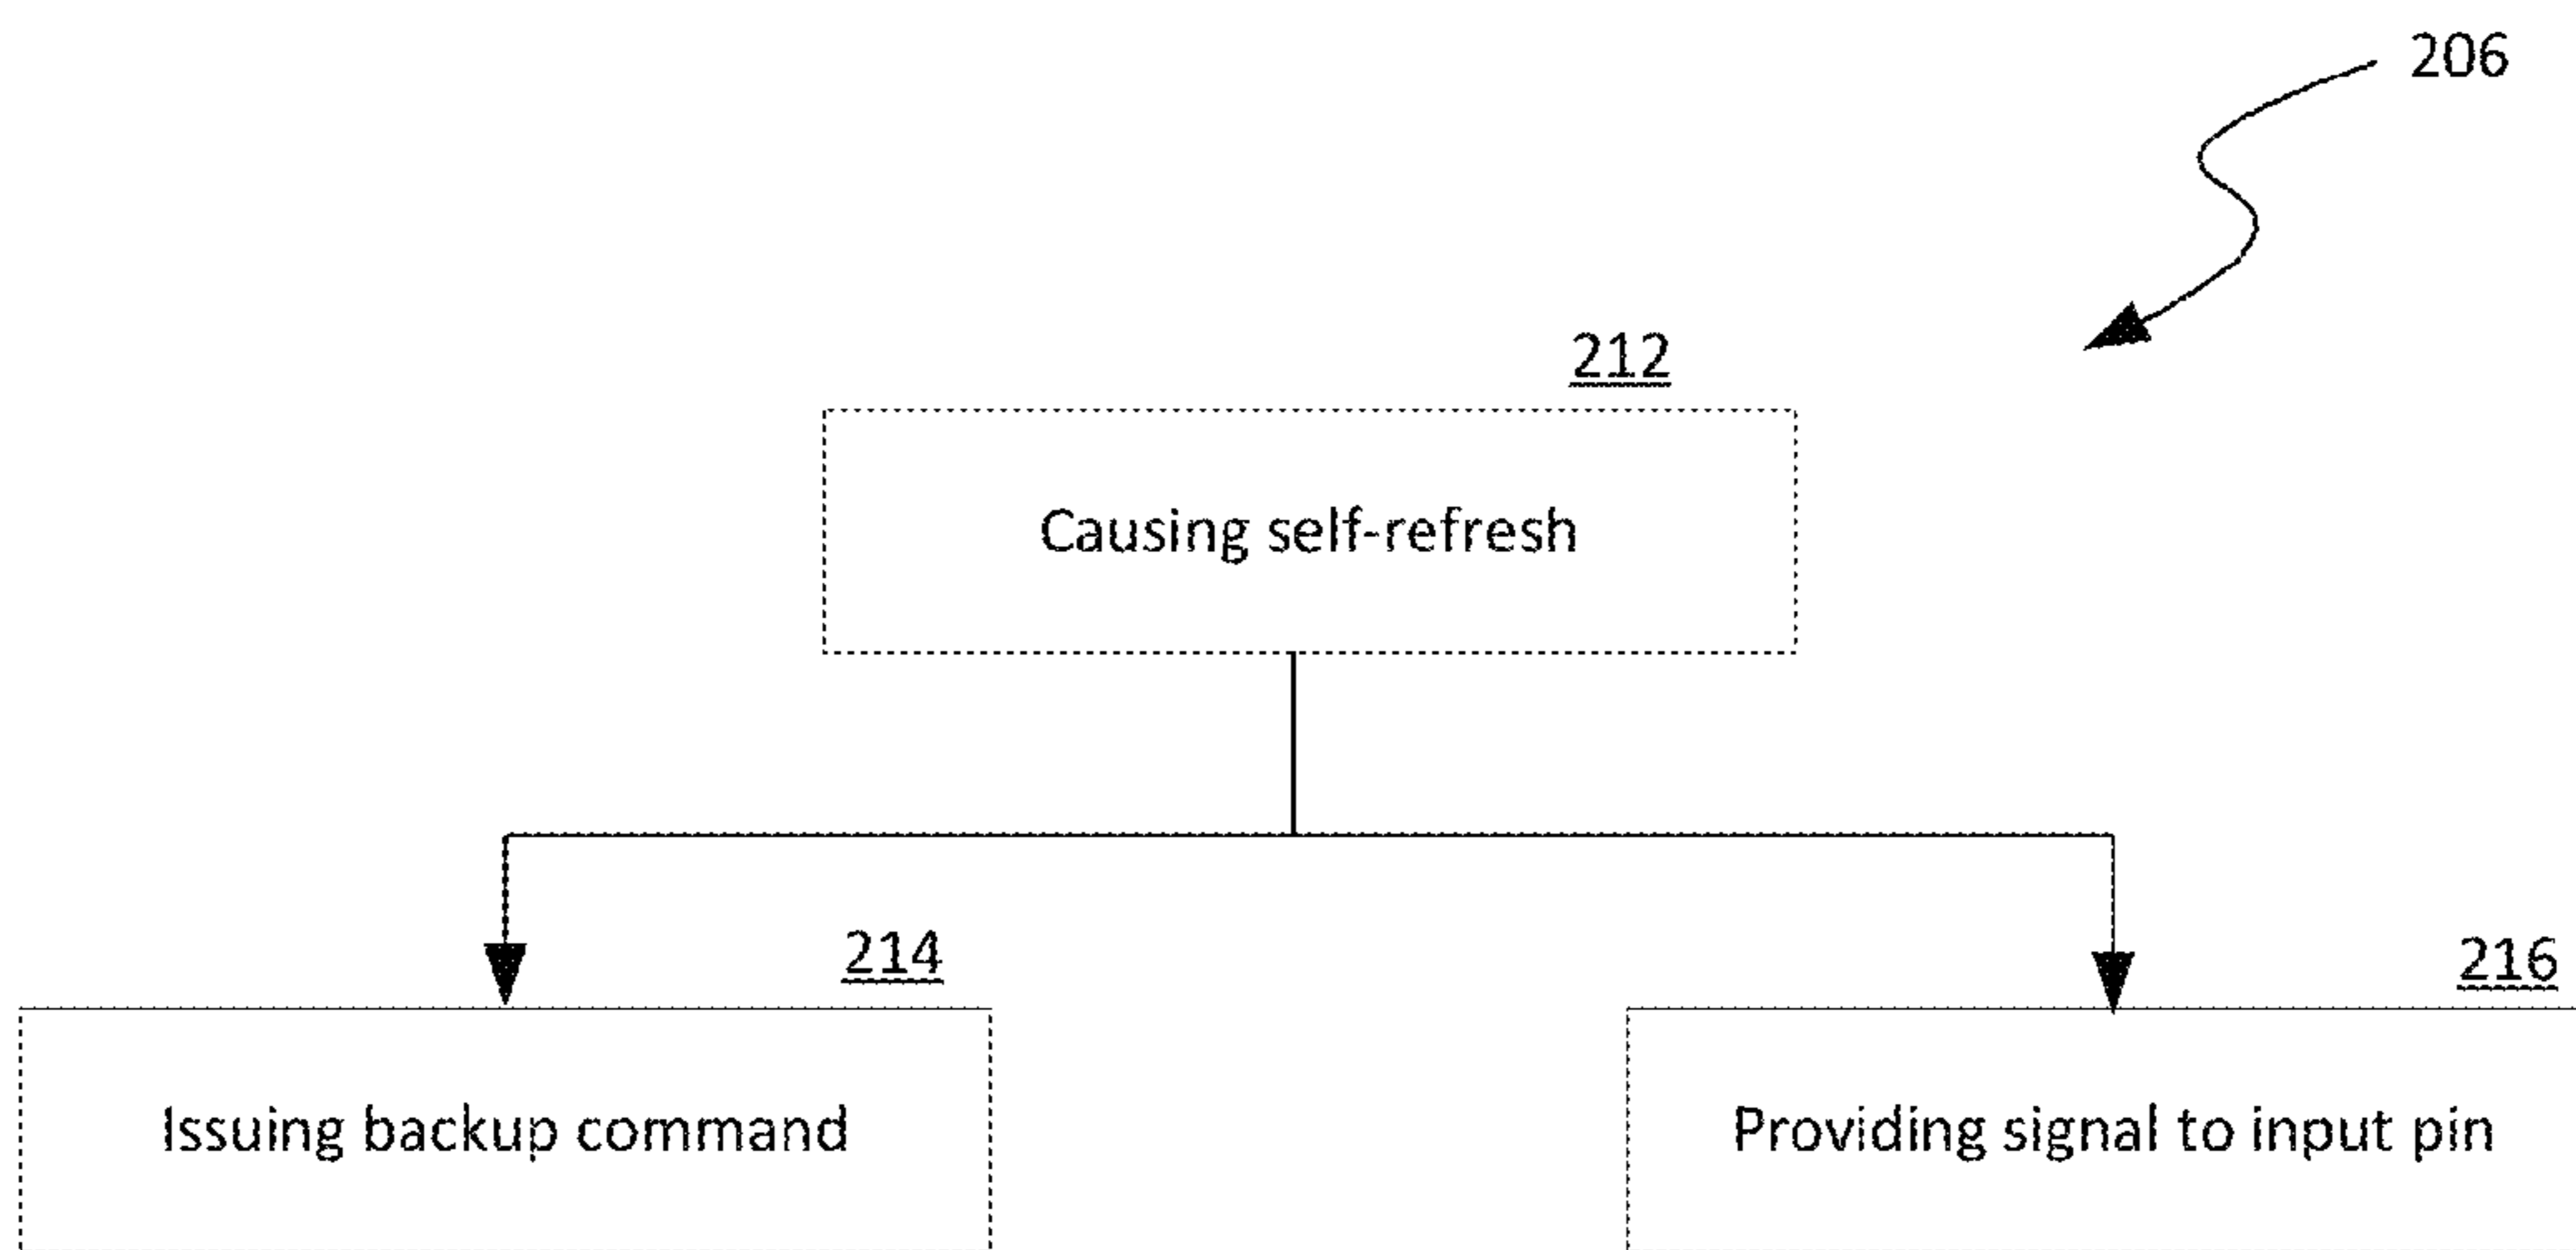 206
212
Causing self-refresh
214
216
Issuing backup command
Providing signal to input pin